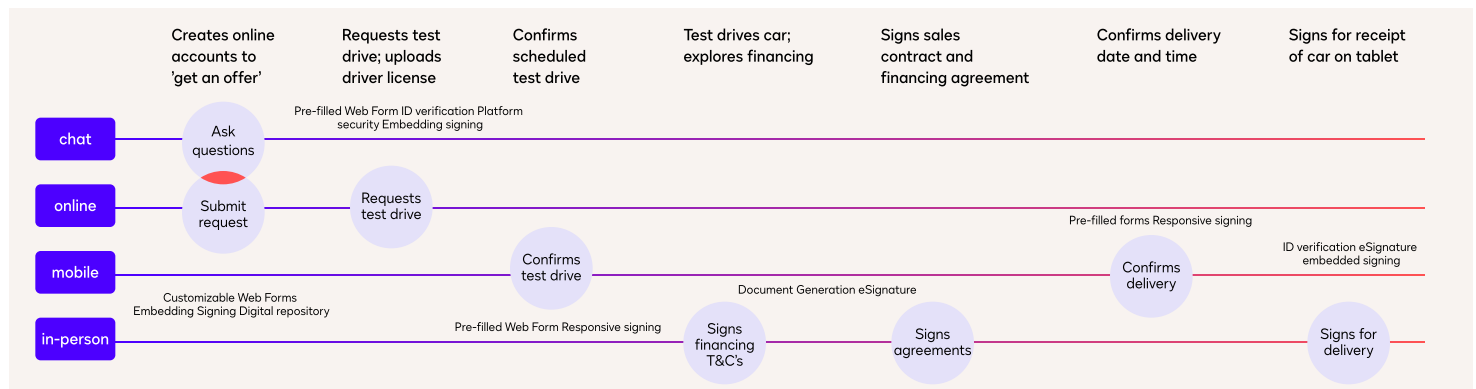 Creates online
accounts to
'get an offer'
Requests test
drive; uploads
driver license
Confirms
scheduled
test drive
Test drives car;
explores financing
Signs sales
contract and
financing agreement
Confirms delivery
date and time
Signs for receipt
of car on tablet
chat
Ask
questions
Pre-filled Web Form ID verification Platform
security Embedding signing
online
Submit
request
Requests
test drive
Pre-filled forms Responsive signing
mobile
Confirms
test drive
Confirms
delivery
ID verification eSignature
embedded signing
Customizable Web Forms
Embedding Signing Digital repository
Document Generation eSignature
in-person
Pre-filled Web Form Responsive signing
Signs
financing
T&C's
Signs
agreements
Signs for
delivery